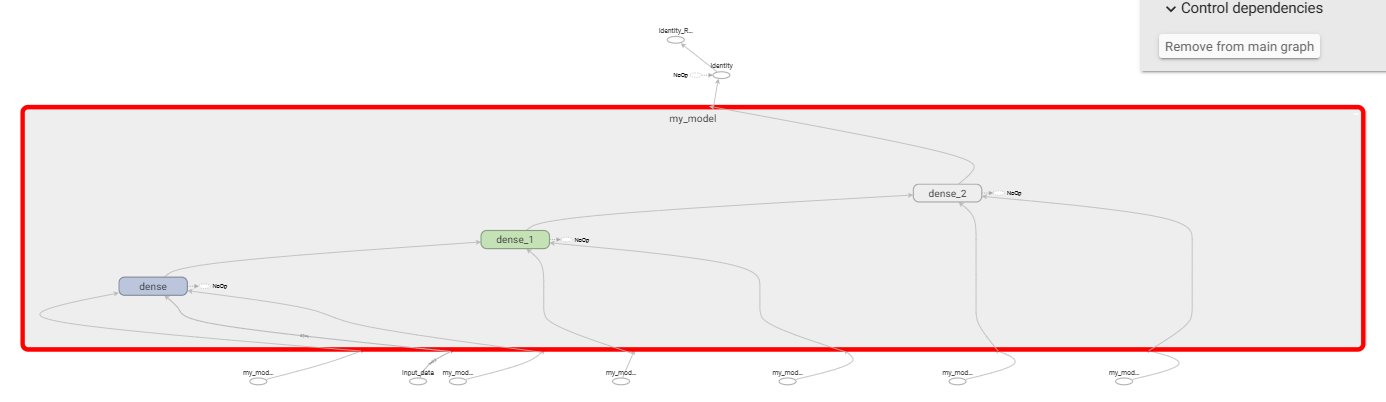 Control dependencies
Remove from main graph
Identity_R...
Identity
NoOp
my_model
dense_2
NoOp
dense_1
NoOp
dense
NoOp
my_mod...
input_data
my_mod...
my_mod...
my_mod...
my_mod...
my_mod...